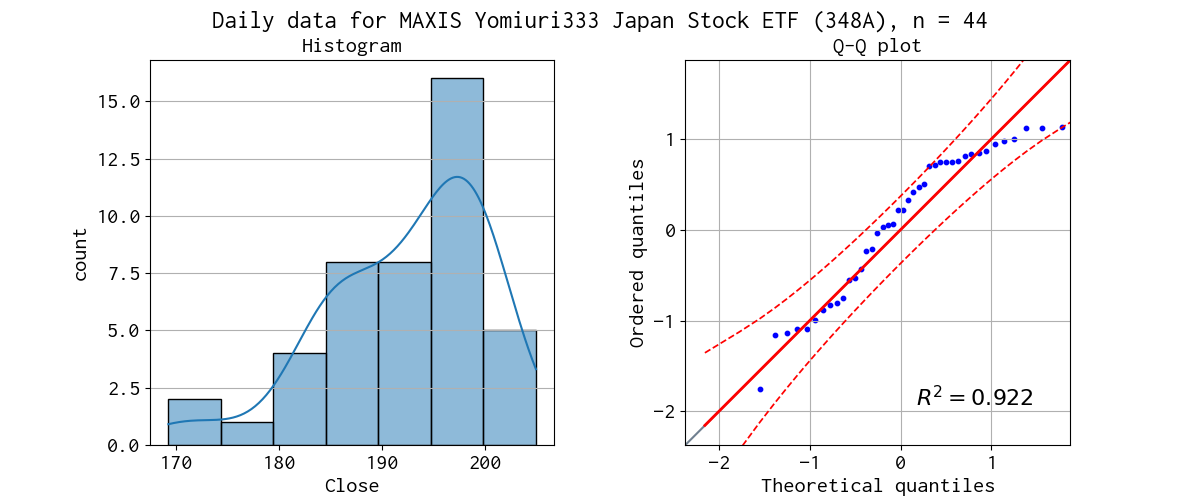 Daily data for MAXIS Yomiuri333 Japan Stock ETF (348A), n = 44
Histogram
Q-Q plot
15.0
12.5
10.0
7.5
5.0
2.5
0.0
count
170
180
190
200
Close
1
0
−1
−2
Ordered quantiles
R² = 0.922
−2
−1
0
1
Theoretical quantiles